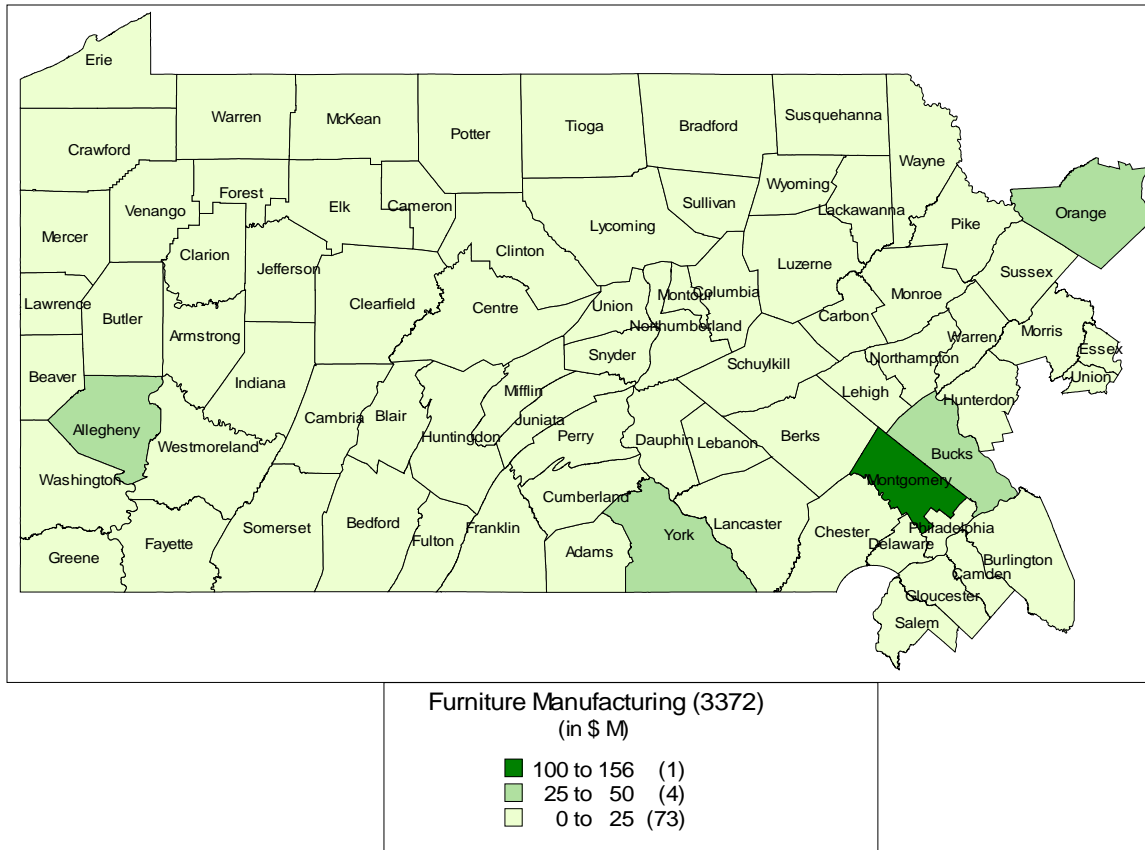 Erie
Warren
McKean
Potter
Tioga
Bradford
Susquehanna
Crawford
Wayne
Forest
Elk
Cameron
Wyoming
Sullivan
Lackawanna
Orange
Venango
Lycoming
Pike
Mercer
Clarion
Clinton
Jefferson
Luzerne
Sussex
Lawrence
Butler
Clearfield
Centre
Union
Montour
Columbia
Monroe
Armstrong
Northumberland
Carbon
Warren
Morris
Snyder
Schuylkill
Northampton
Essex
Beaver
Indiana
Mifflin
Lehigh
Union
Hunterdon
Cambria
Blair
Juniata
Allegheny
Westmoreland
Huntingdon
Perry
Dauphin
Lebanon
Berks
Bucks
Washington
Montgomery
Cumberland
Somerset
Bedford
Franklin
York
Lancaster
Chester
Philadelphia
Fayette
Fulton
Adams
Delaware
Greene
Burlington
Camden
Gloucester
Salem
Furniture Manufacturing (3372)
(in $ M)
100 to 156 (1)
25 to 50 (4)
0 to 25 (73)